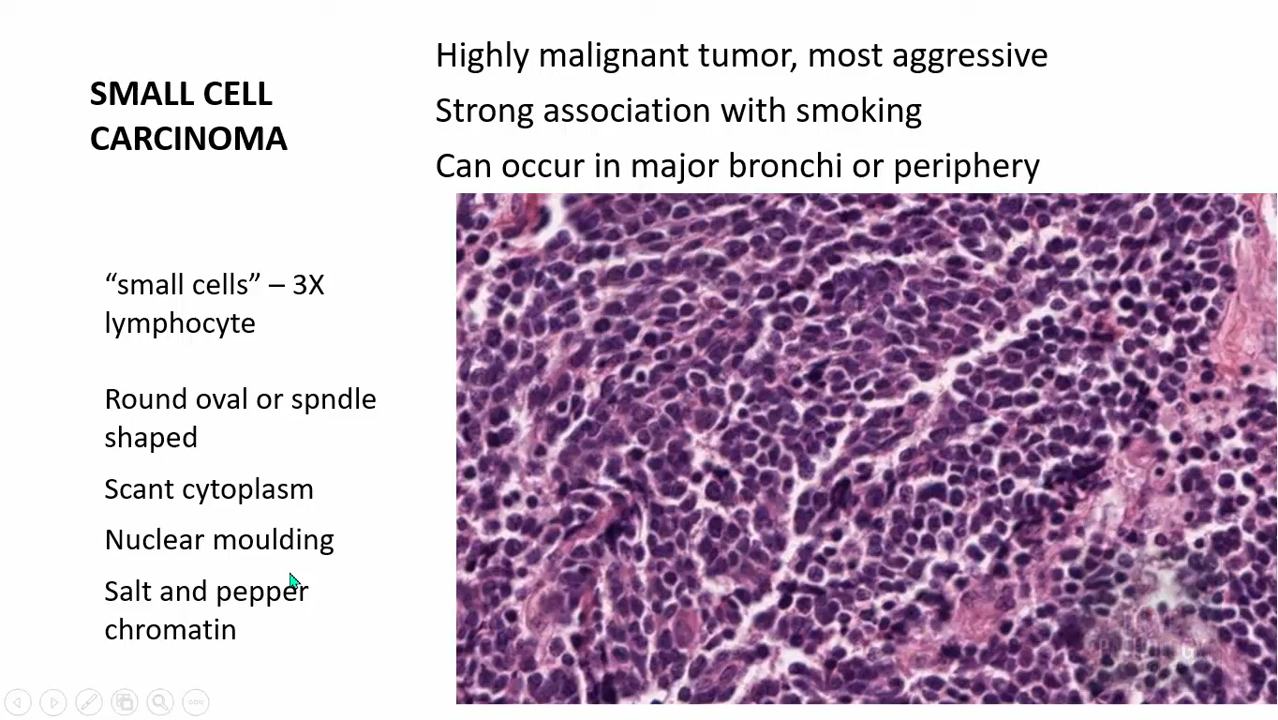 SMALL CELL
CARCINOMA
Highly malignant tumor, most aggressive
Strong association with smoking
Can occur in major bronchi or periphery
“small cells” – 3X
lymphocyte
Round oval or spndle
shaped
Scant cytoplasm
Nuclear moulding
Salt and pepper
chromatin